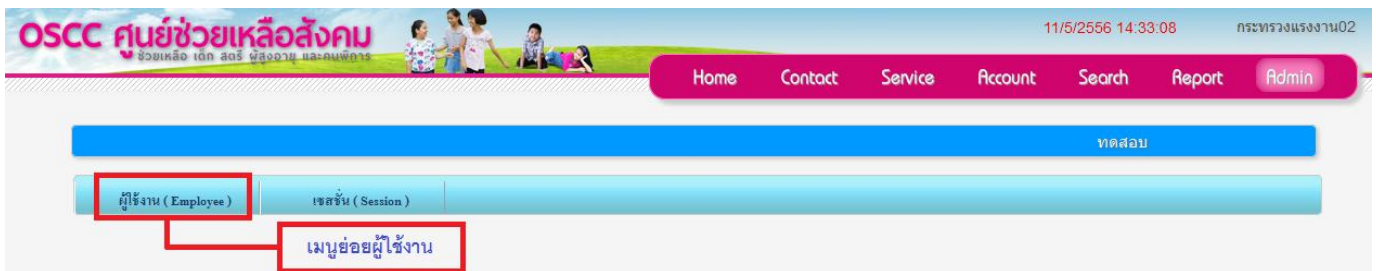 OSCC ศูนย์ช่วยเหลือสังคม
ช่วยเหลือ เด็ก สตรี ผู้สูงอายุ และคนพิการ
11/5/2556 14:33:08 กระทรวงแรงงาน02
Home Contact Service Account Search Report Admin
ทดสอบ
ผู้ใช้งาน ( Employee ) เซสชั่น ( Session )
เมนูย่อยผู้ใช้งาน